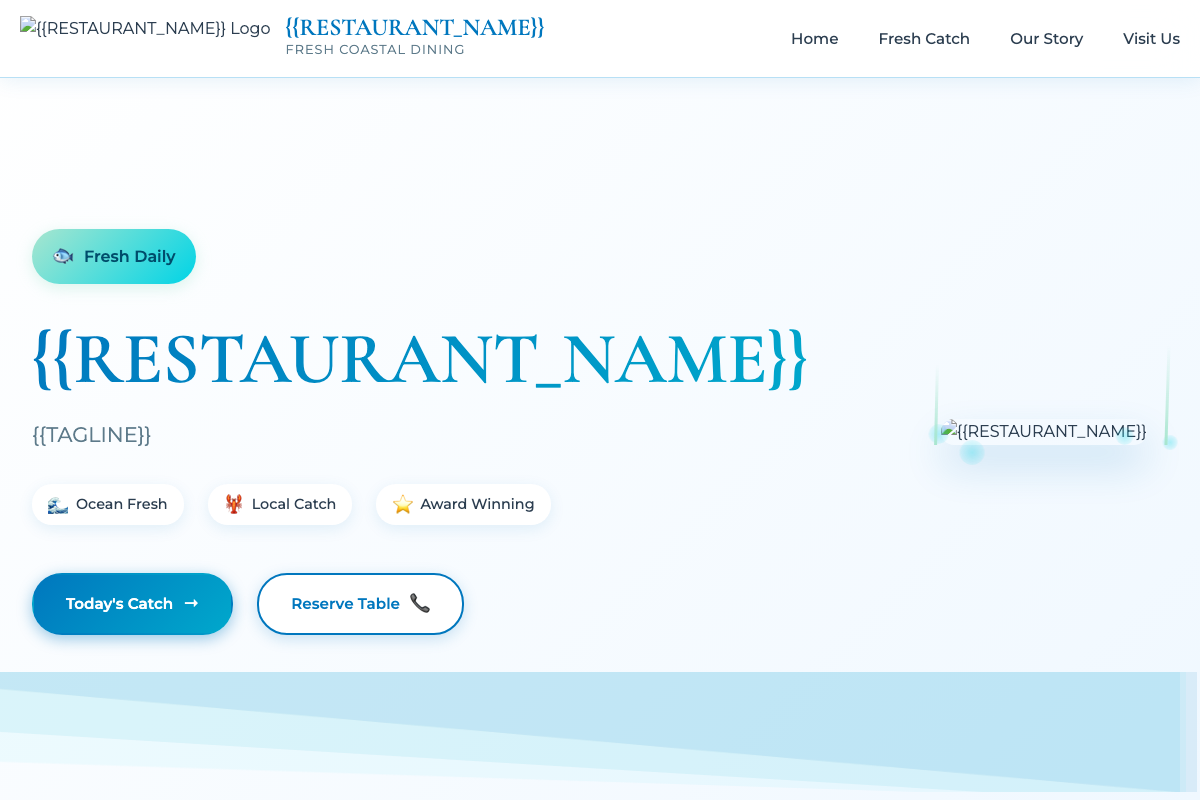 {{RESTAURANT_NAME}} Logo
{{RESTAURANT_NAME}}
FRESH COASTAL DINING
Home
Fresh Catch
Our Story
Visit Us
🐟 Fresh Daily
{{RESTAURANT_NAME}}
{{TAGLINE}}
{{RESTAURANT_NAME}}
🌊 Ocean Fresh
🦞 Local Catch
⭐ Award Winning
Today's Catch →
Reserve Table 📞